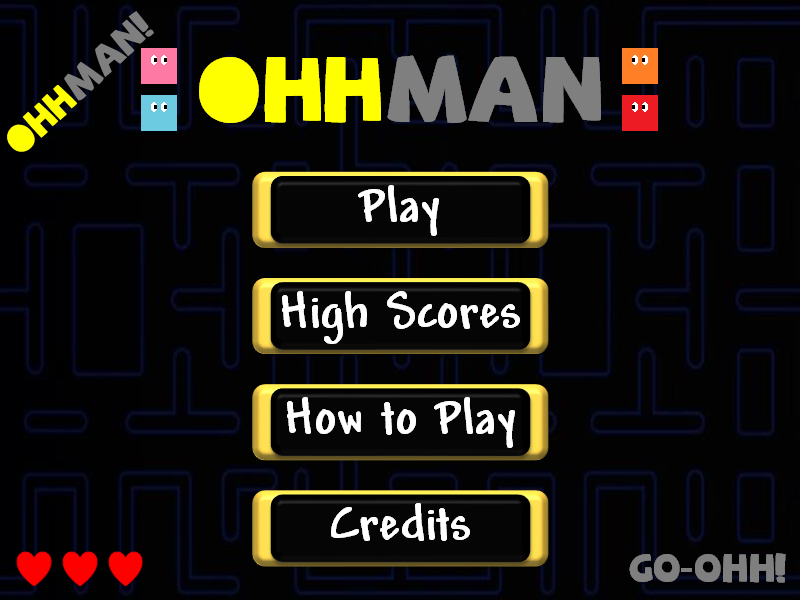 OHHMAN!
OHHMAN
Play
High Scores
How to Play
Credits
GO-OHH!